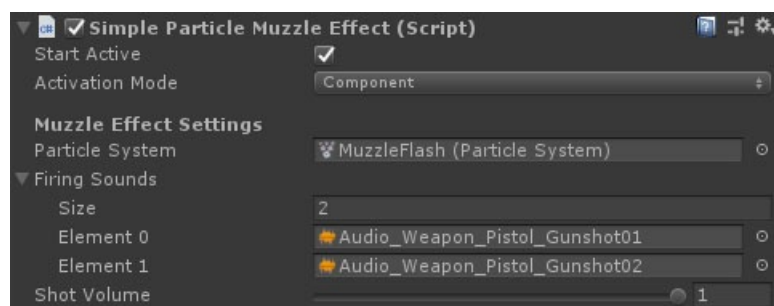 Simple Particle Muzzle Effect (Script)
Start Active
Activation Mode Component
Muzzle Effect Settings
Particle System MuzzleFlash (Particle System)
Firing Sounds
Size 2
Element 0 Audio_Weapon_Pistol_Gunshot01
Element 1 Audio_Weapon_Pistol_Gunshot02
Shot Volume 1